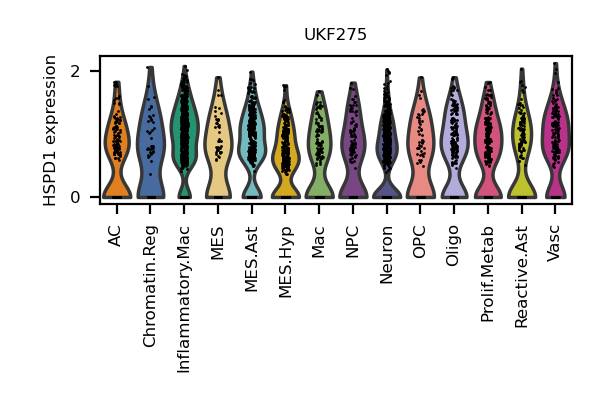 UKF275
HSPD1 expression
2
0
AC
Chromatin.Reg
Inflammatory.Mac
MES
MES.Ast
MES.Hyp
Mac
NPC
Neuron
OPC
Oligo
Prolif.Metab
Reactive.Ast
Vasc